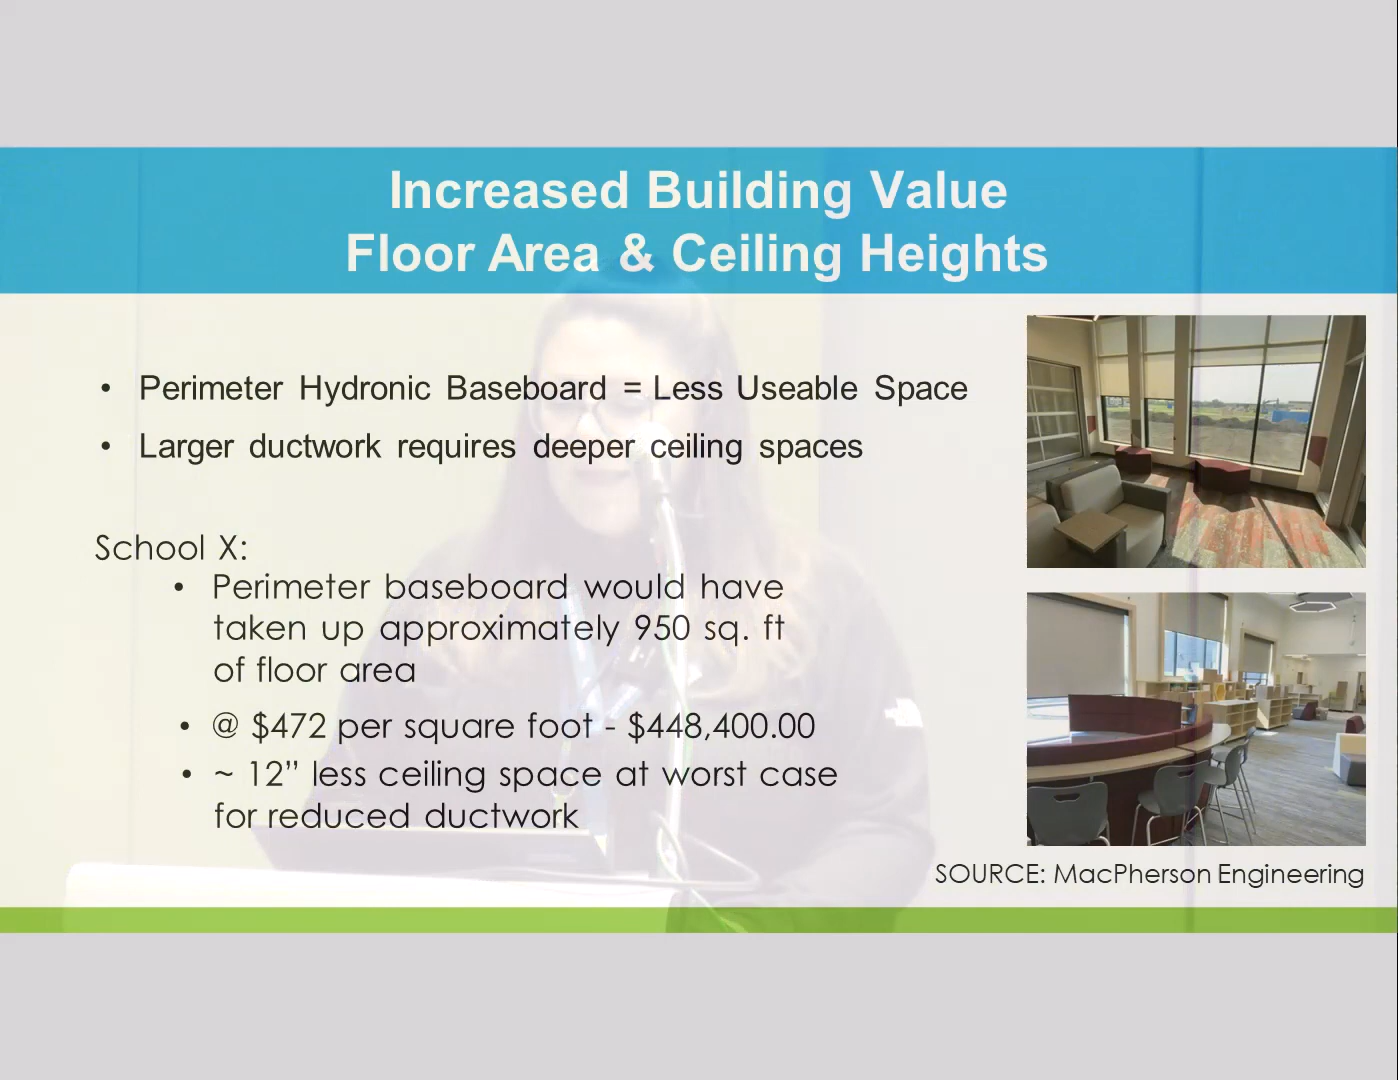 Increased Building Value
Floor Area & Ceiling Heights
• Perimeter Hydronic Baseboard = Less Useable Space
• Larger ductwork requires deeper ceiling spaces
School X:
• Perimeter baseboard would have
taken up approximately 950 sq. ft
of floor area
• @ $472 per square foot - $448,400.00
• ~ 12” less ceiling space at worst case
for reduced ductwork
SOURCE: MacPherson Engineering